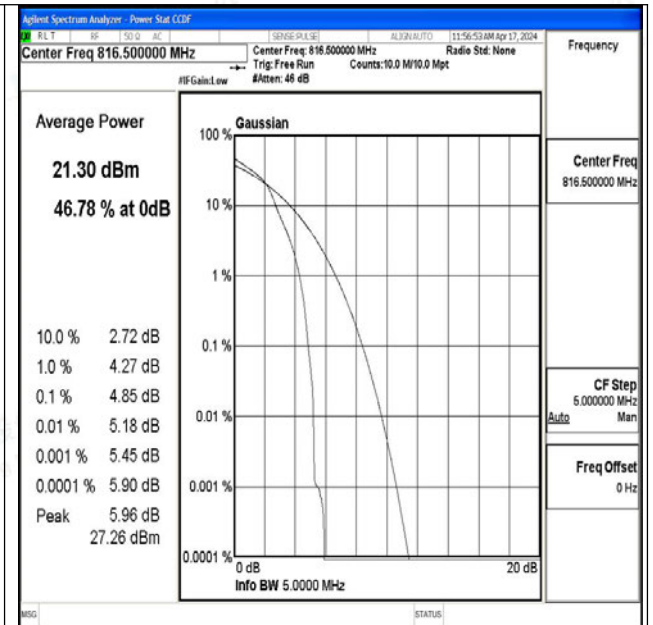 Agilent Spectrum Analyzer - Power Stat CCDF
RL T RF 50 Ω AC SENSE:PULSE ALIGN AUTO 11:56:53 AM Apr 17, 2024
Center Freq 816.500000 MHz
Center Freq: 816.500000 MHz Radio Std: None
Trig: Free Run Counts:10.0 M/10.0 Mpt
#IFGain:Low #Atten: 46 dB
Frequency
Average Power
21.30 dBm
46.78 % at 0dB
10.0 % 2.72 dB
1.0 % 4.27 dB
0.1 % 4.85 dB
0.01 % 5.18 dB
0.001 % 5.45 dB
0.0001 % 5.90 dB
Peak 5.96 dB
27.26 dBm
Gaussian
100 %
10 %
1 %
0.1 %
0.01 %
0.001 %
0.0001 %
0 dB 20 dB
Info BW 5.0000 MHz
Center Freq
816.500000 MHz
CF Step
5.000000 MHz
Auto Man
Freq Offset
0 Hz
MSG STATUS